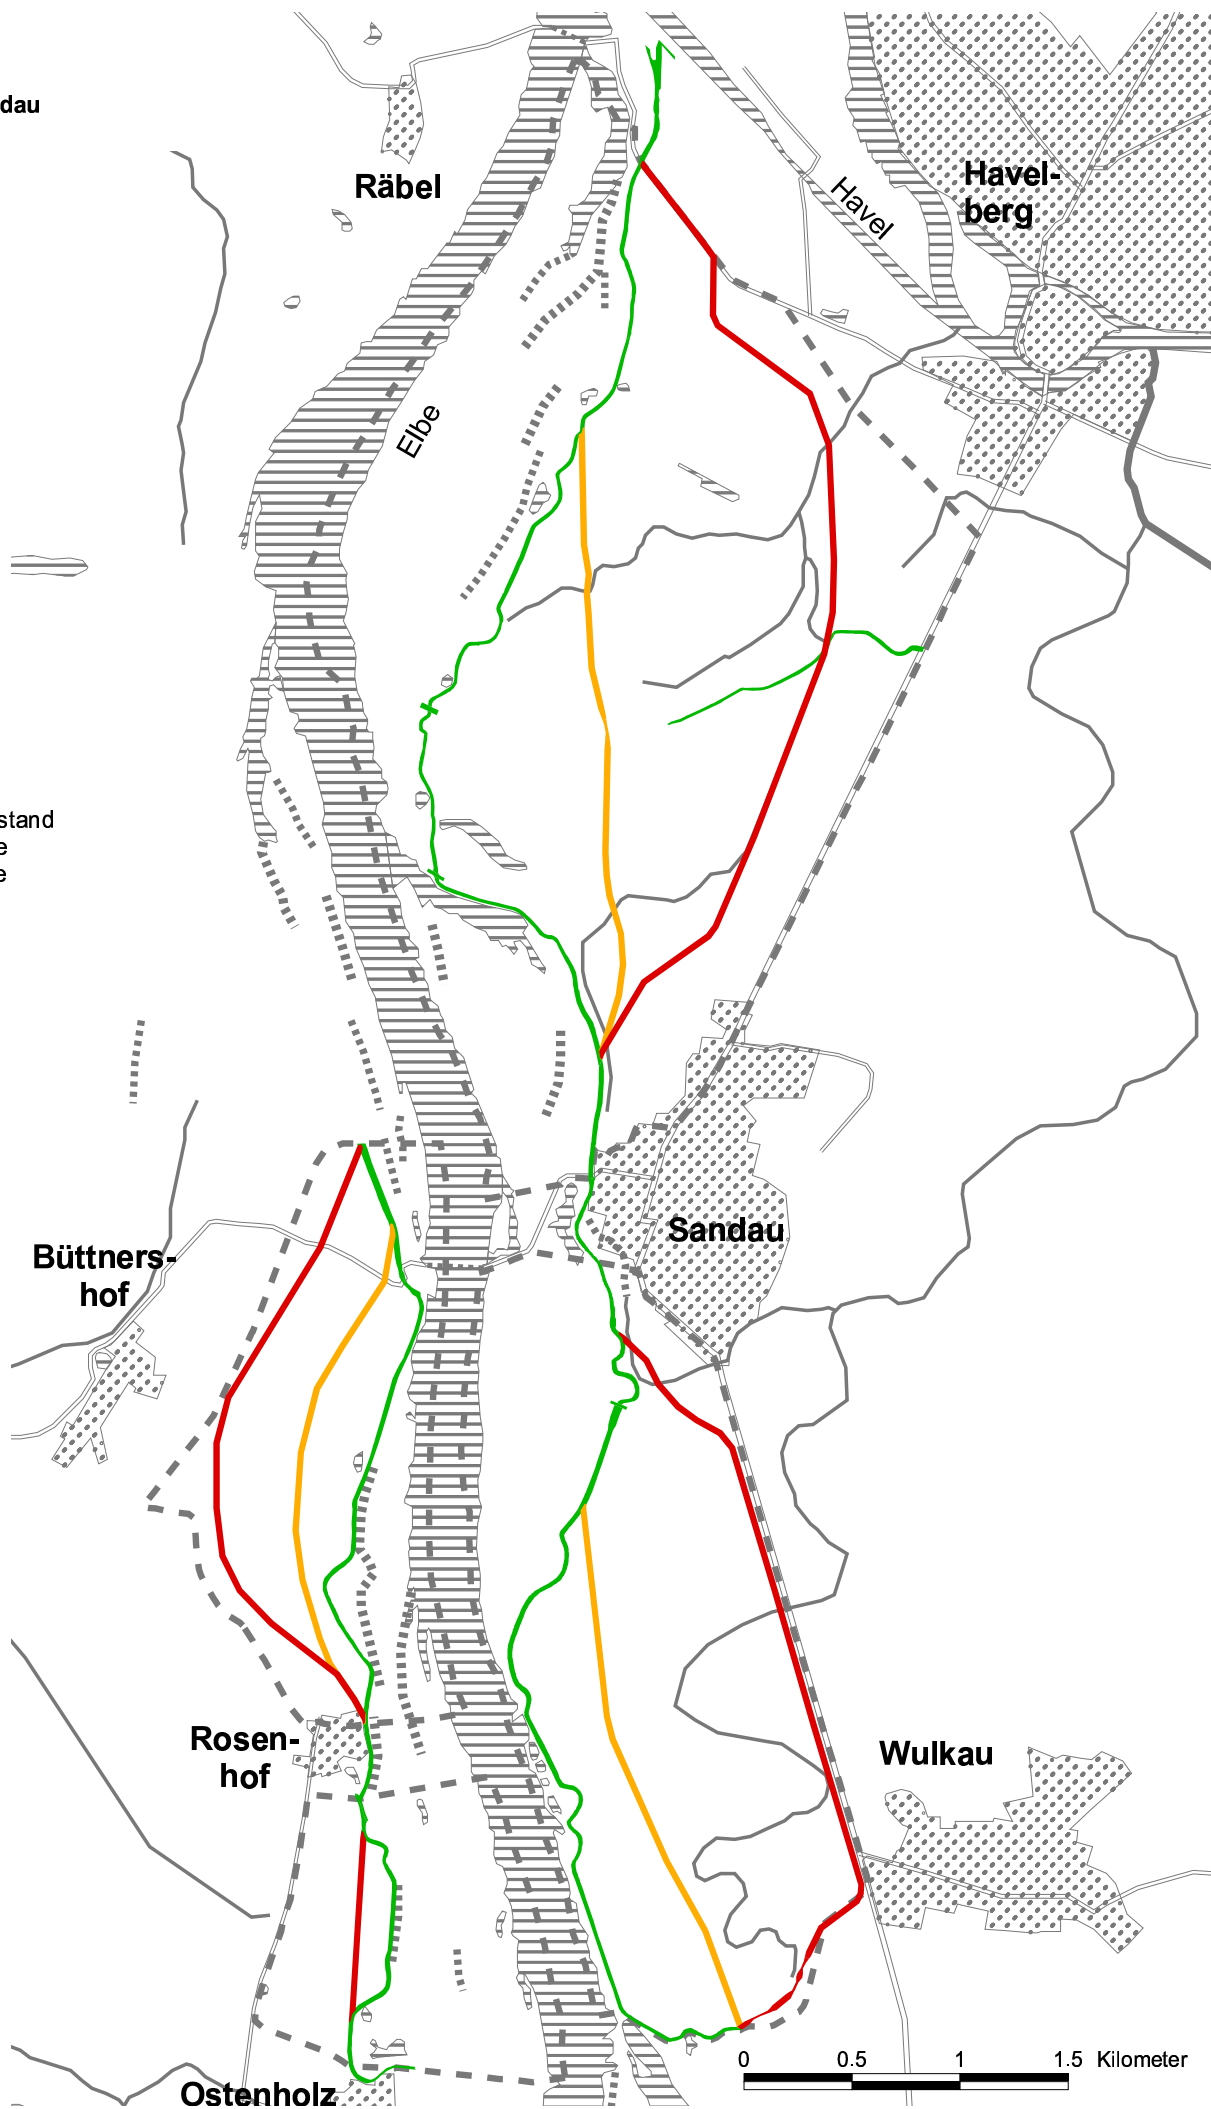 dau
Räbel
Havel-
berg
Havel
Elbe
stand
e
e
Sandau
Büttners-
hof
Rosen-
hof
Wulkau
0 0.5 1 1.5 Kilometer
Ostenholz